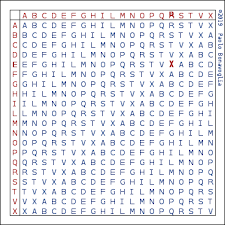 A B C D E F G H I L M N O P Q R S T V X
A A B C D E F G H I L M N O P Q R S T V X
B B C D E F G H I L M N O P Q R S T V X A
C C D E F G H I L M N O P Q R S T V X A B
D D E F G H I L M N O P Q R S T V X A B C
E E F G H I L M N O P Q R S T V X A B C D
F F G H I L M N O P Q R S T V X A B C D E
G G H I L M N O P Q R S T V X A B C D E F
H H I L M N O P Q R S T V X A B C D E F G
I I L M N O P Q R S T V X A B C D E F G H
L L M N O P Q R S T V X A B C D E F G H I
M M N O P Q R S T V X A B C D E F G H I L
N N O P Q R S T V X A B C D E F G H I L M
O O P Q R S T V X A B C D E F G H I L M N
P P Q R S T V X A B C D E F G H I L M N O
Q Q R S T V X A B C D E F G H I L M N O P
R R S T V X A B C D E F G H I L M N O P Q
S S T V X A B C D E F G H I L M N O P Q R
T T V X A B C D E F G H I L M N O P Q R S
V V X A B C D E F G H I L M N O P Q R S T
X X A B C D E F G H I L M N O P Q R S T V
©2019 Paolo Bonavoglia